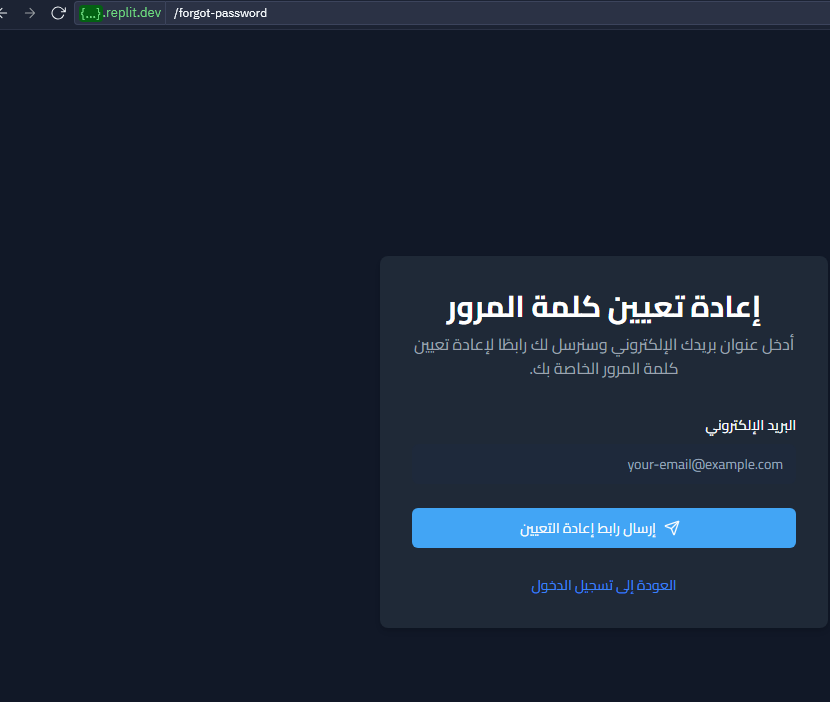 {...}.replit.dev /forgot-password
إعادة تعيين كلمة المرور
أدخل عنوان بريدك الإلكتروني وسنرسل لك رابطًا لإعادة تعيين
كلمة المرور الخاصة بك.
البريد الإلكتروني
your-email@example.com
إرسال رابط إعادة التعيين
العودة إلى تسجيل الدخول